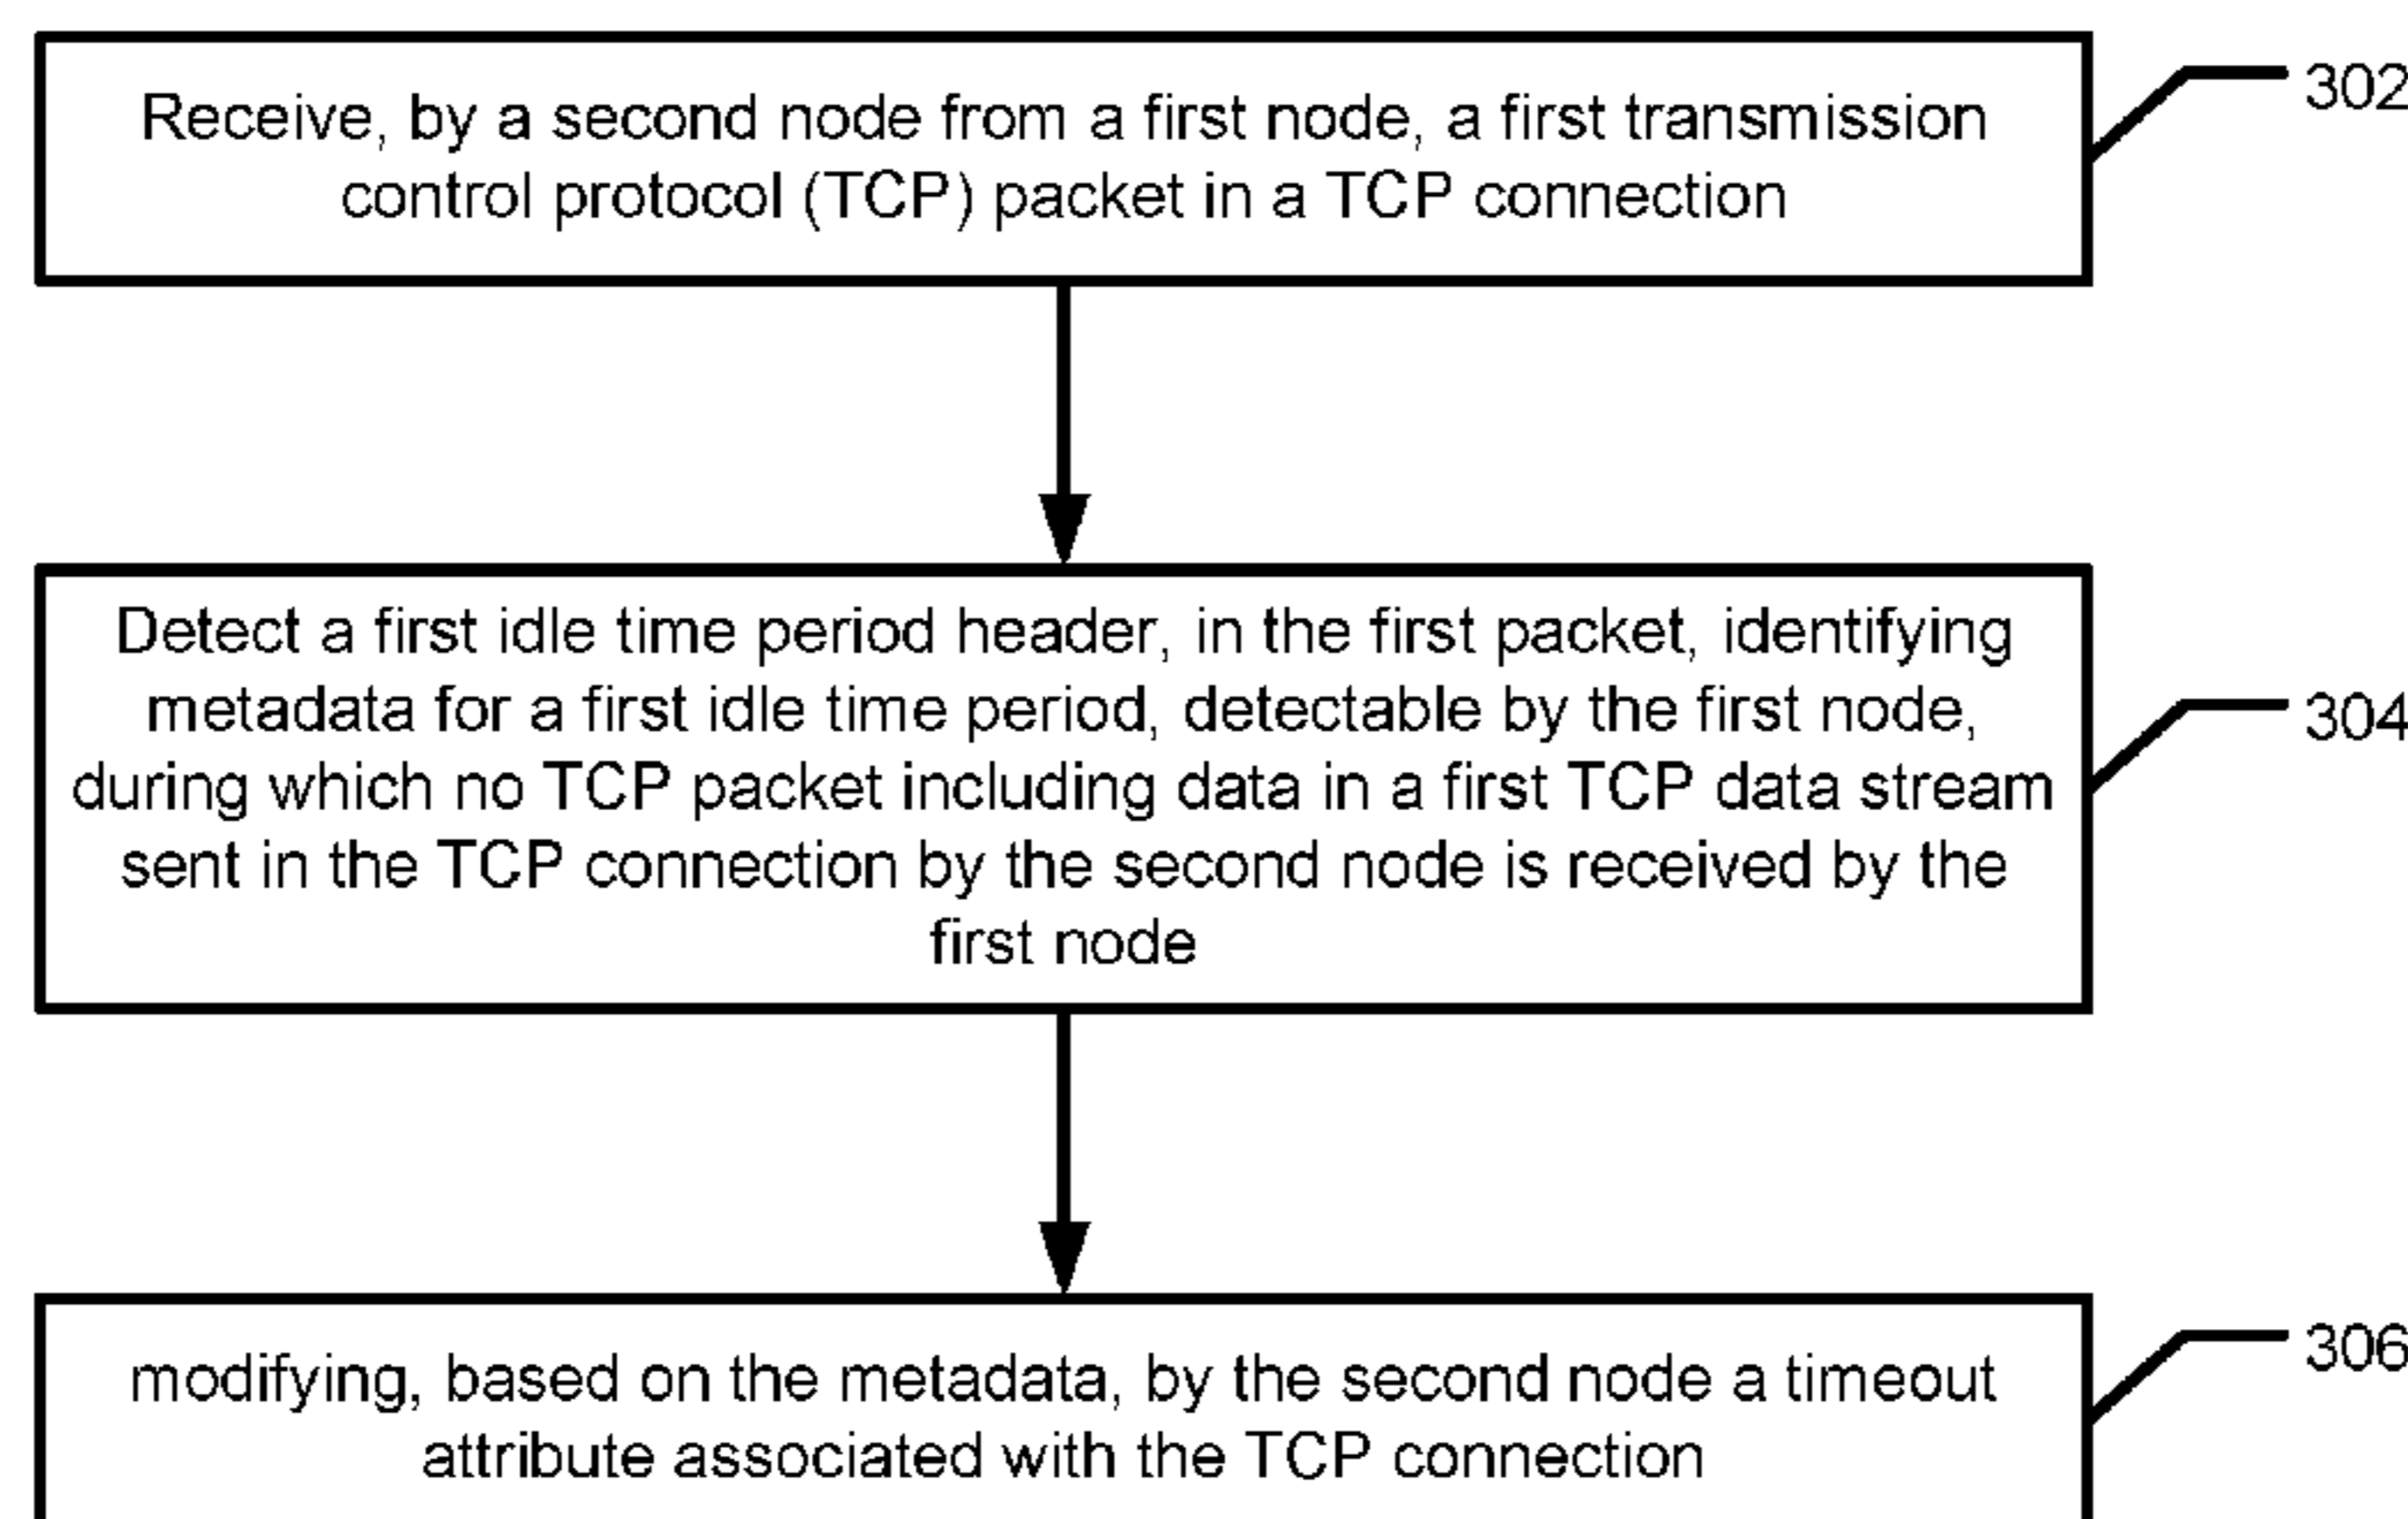 Receive, by a second node from a first node, a first transmission
control protocol (TCP) packet in a TCP connection
302
Detect a first idle time period header, in the first packet, identifying
metadata for a first idle time period, detectable by the first node,
during which no TCP packet including data in a first TCP data stream
sent in the TCP connection by the second node is received by the
first node
304
modifying, based on the metadata, by the second node a timeout
attribute associated with the TCP connection
306